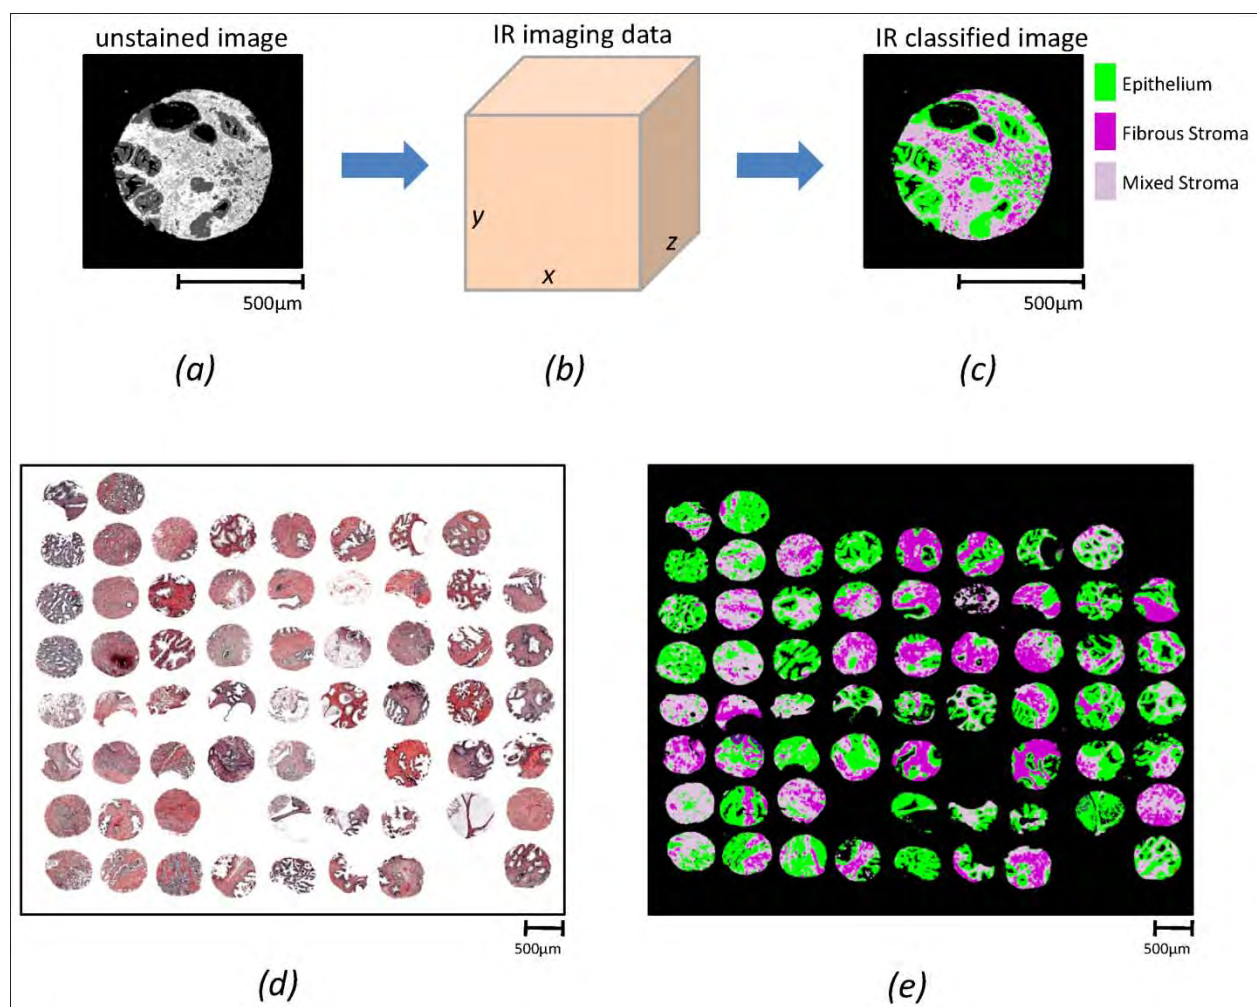 unstained image
IR imaging data
IR classified image
Epithelium
Fibrous Stroma
Mixed Stroma
y
z
x
500µm
500µm
(a)
(b)
(c)
500µm
500µm
(d)
(e)